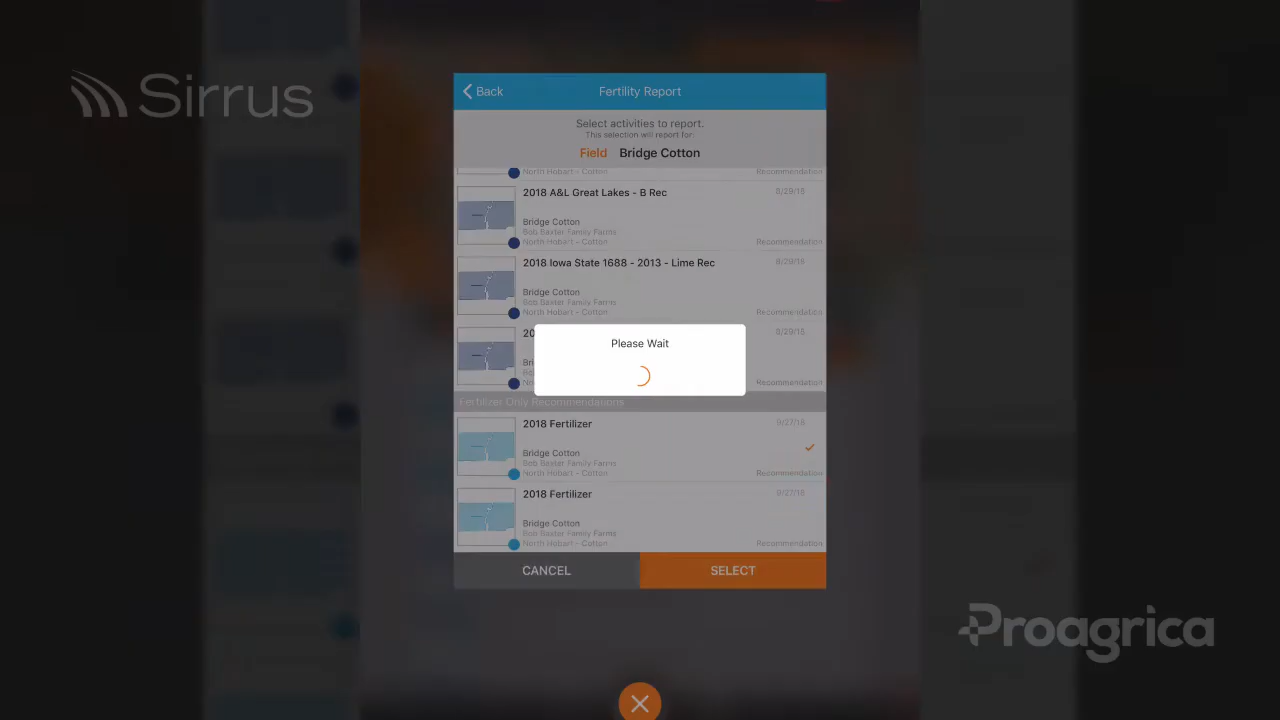 Sirrus
Back
Fertility Report
Select activities to report.
This selection will report for:
Field Bridge Cotton
North Hobart - Cotton
Recommendation
2018 A&L Great Lakes - B Rec
8/29/18
Bridge Cotton
Bob Baxter Family Farms
North Hobart - Cotton
Recommendation
2018 Iowa State 1688 - 2013 - Lime Rec
8/29/18
Bridge Cotton
Bob Baxter Family Farms
North Hobart - Cotton
Recommendation
20
8/29/18
Bri
Recommendation
Please Wait
Fertilizer Only Recommendations
2018 Fertilizer
9/27/18
Bridge Cotton
Bob Baxter Family Farms
North Hobart - Cotton
Recommendation
2018 Fertilizer
9/27/18
Bridge Cotton
Bob Baxter Family Farms
North Hobart - Cotton
Recommendation
CANCEL
SELECT
Proagrica